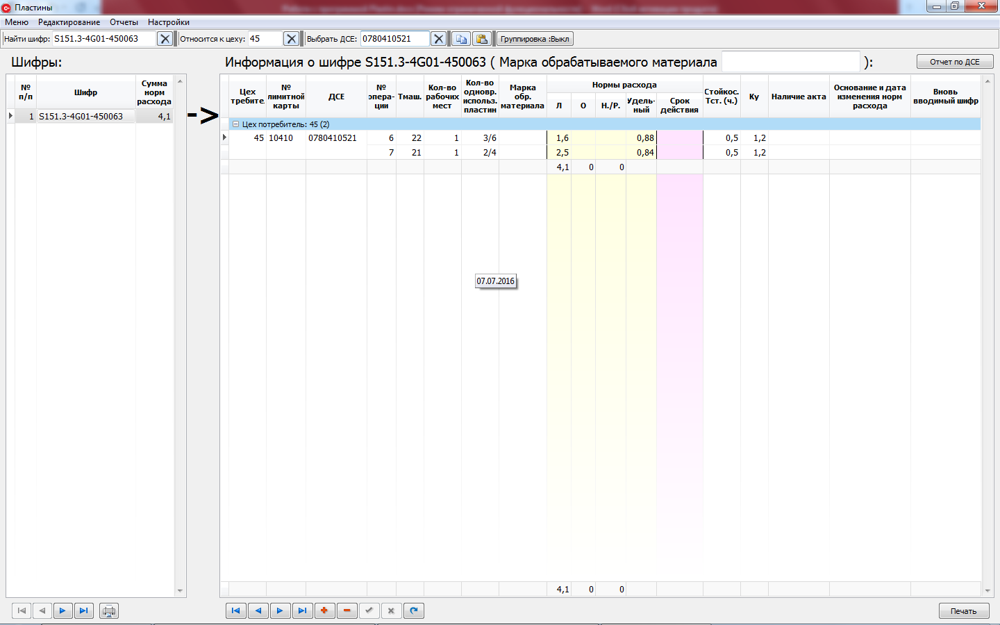 Пластины
Меню Редактирование Отчеты Настройки
Найти шифр: S151.3-4G01-450063 Относится к цеху: 45 Выбрать ДСЕ: 0780410521 Группировка :Выкл
Шифры: Информация о шифре S151.3-4G01-450063 ( Марка обрабатываемого материала ): Отчет по ДСЕ
№ п/п Шифр Сумма норм расхода
1 S151.3-4G01-450063 4,1
->
Цех требите. № лимитной карты ДСЕ № опера- ции Тмаш. Кол-во рабочих мест Кол-во одновр. использ. пластин Марка обр. материала Нормы расхода Стойкос. Тст. (ч.) Ку Наличие акта Основание и дата изменения норм расхода Вновь вводимый шифр
Л О Н./Р. Удель- ный Срок действия
Цех потребитель: 45 (2)
45 10410 0780410521 6 22 1 3/6 1,6 0,88 0,5 1,2
7 21 1 2/4 2,5 0,84 0,5 1,2
4,1 0 0
07.07.2016
4,1 0 0
Печать